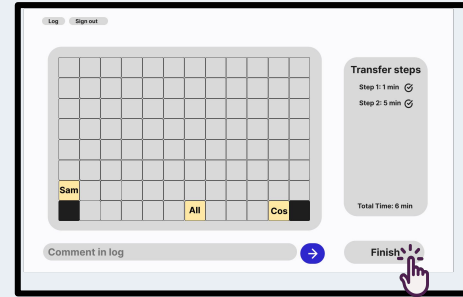 Log Sign out
Transfer steps
Step 1: 1 min
Step 2: 5 min
Sam
All Cos
Total Time: 6 min
Comment in log
Finish